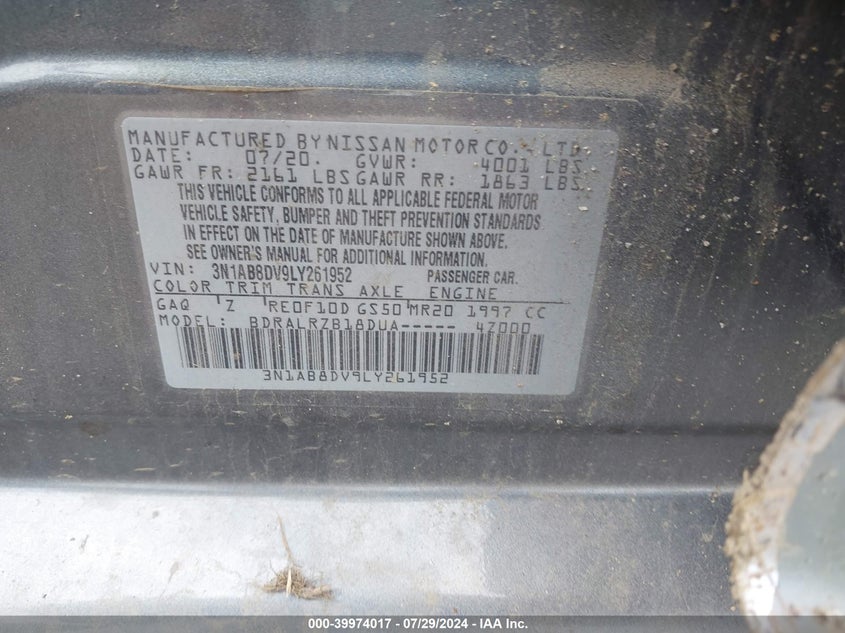 MANUFACTURED BY NISSAN MOTOR CO., LTD.
DATE: 07/20. GVWR: 4001 LBS
GAWR FR: 2161 LBS GAWR RR: 1863 LBS
THIS VEHICLE CONFORMS TO ALL APPLICABLE FEDERAL MOTOR
VEHICLE SAFETY, BUMPER AND THEFT PREVENTION STANDARDS
IN EFFECT ON THE DATE OF MANUFACTURE SHOWN ABOVE.
SEE OWNER'S MANUAL FOR ADDITIONAL INFORMATION.
VIN: 3N1AB8DV9LY261952 PASSENGER CAR.
COLOR TRIM TRANS AXLE ENGINE
GAQ Z RE0F10D GS50 MR20 1997 CC
MODEL: BDRALRZB18DUA----- 47000
3N1AB8DV9LY261952
000-39974017 - 07/29/2024 - IAA Inc.